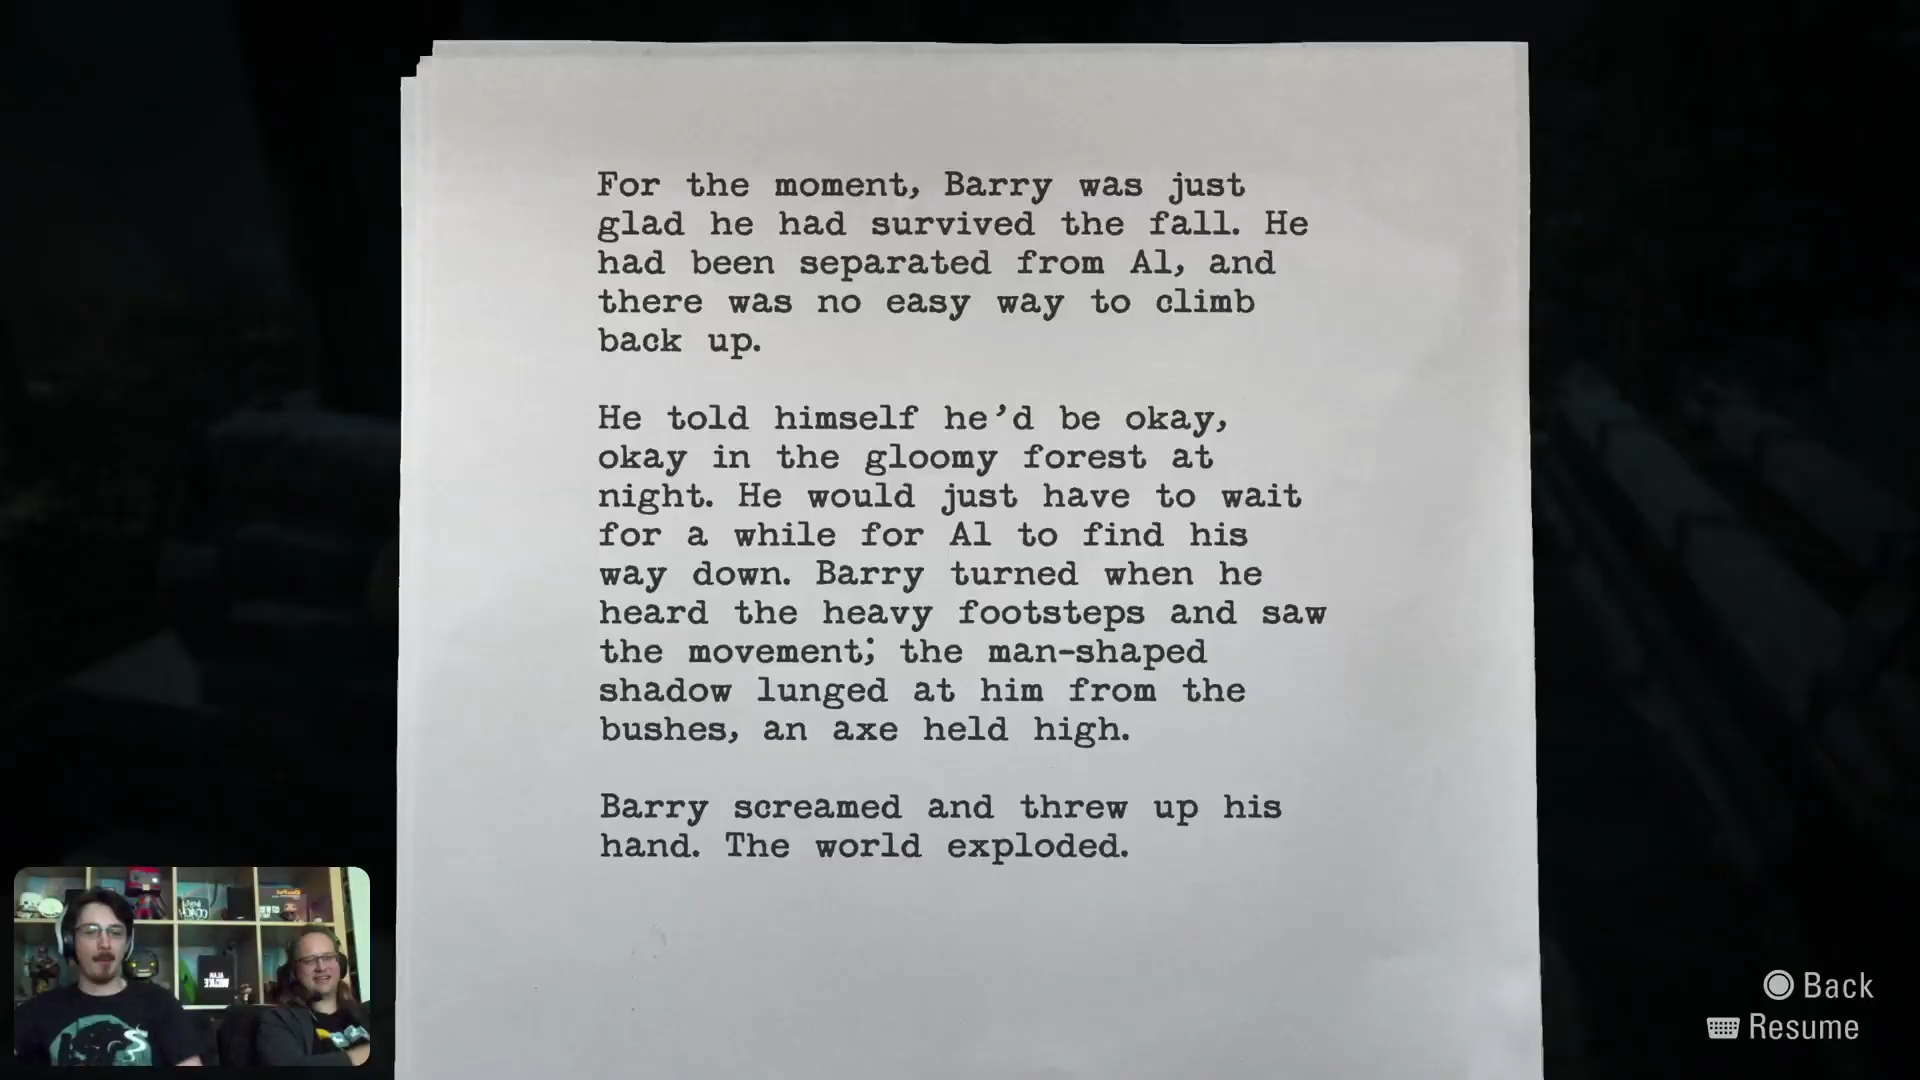 For the moment, Barry was just
glad he had survived the fall. He
had been separated from Al, and
there was no easy way to climb
back up.
He told himself he’d be okay,
okay in the gloomy forest at
night. He would just have to wait
for a while for Al to find his
way down. Barry turned when he
heard the heavy footsteps and saw
the movement; the man-shaped
shadow lunged at him from the
bushes, an axe held high.
Barry screamed and threw up his
hand. The world exploded.
Back
Resume